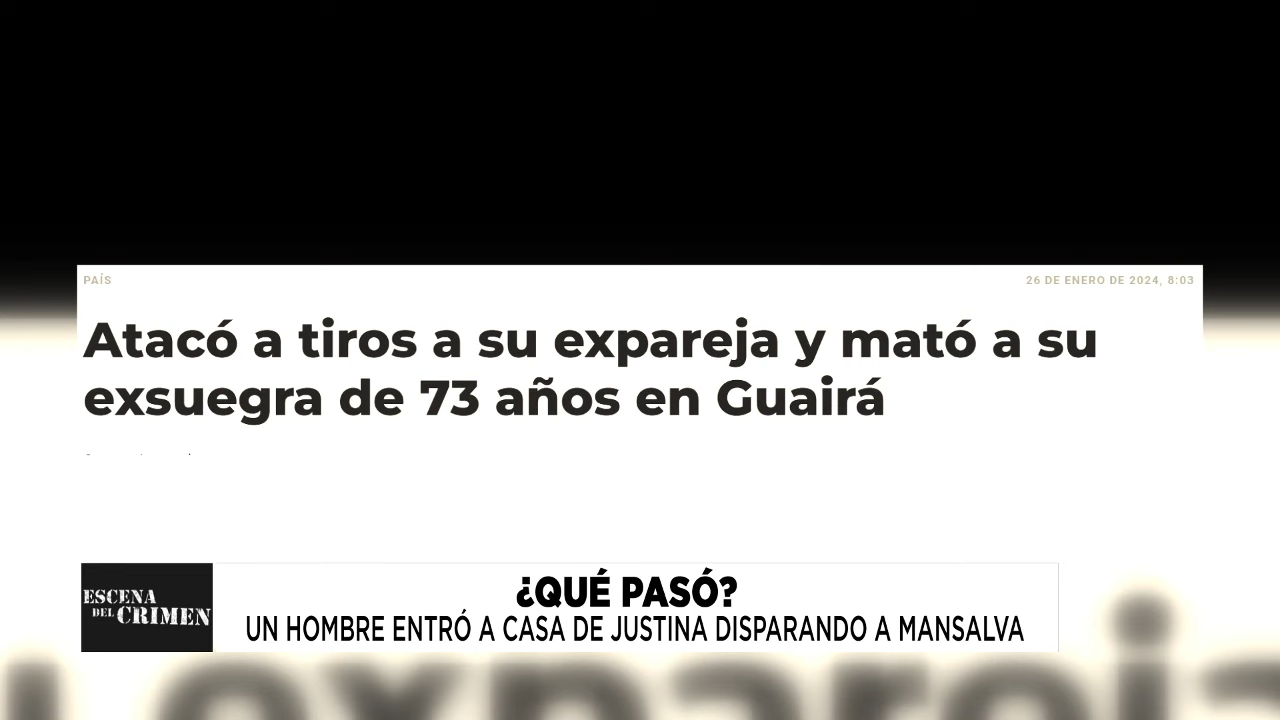 PAÍS
26 DE ENERO DE 2024, 8:03
Atacó a tiros a su expareja y mató a su
exsuegra de 73 años en Guairá
ESCENA
DEL CRIMEN
¿QUÉ PASÓ?
UN HOMBRE ENTRÓ A CASA DE JUSTINA DISPARANDO A MANSALVA
expareja